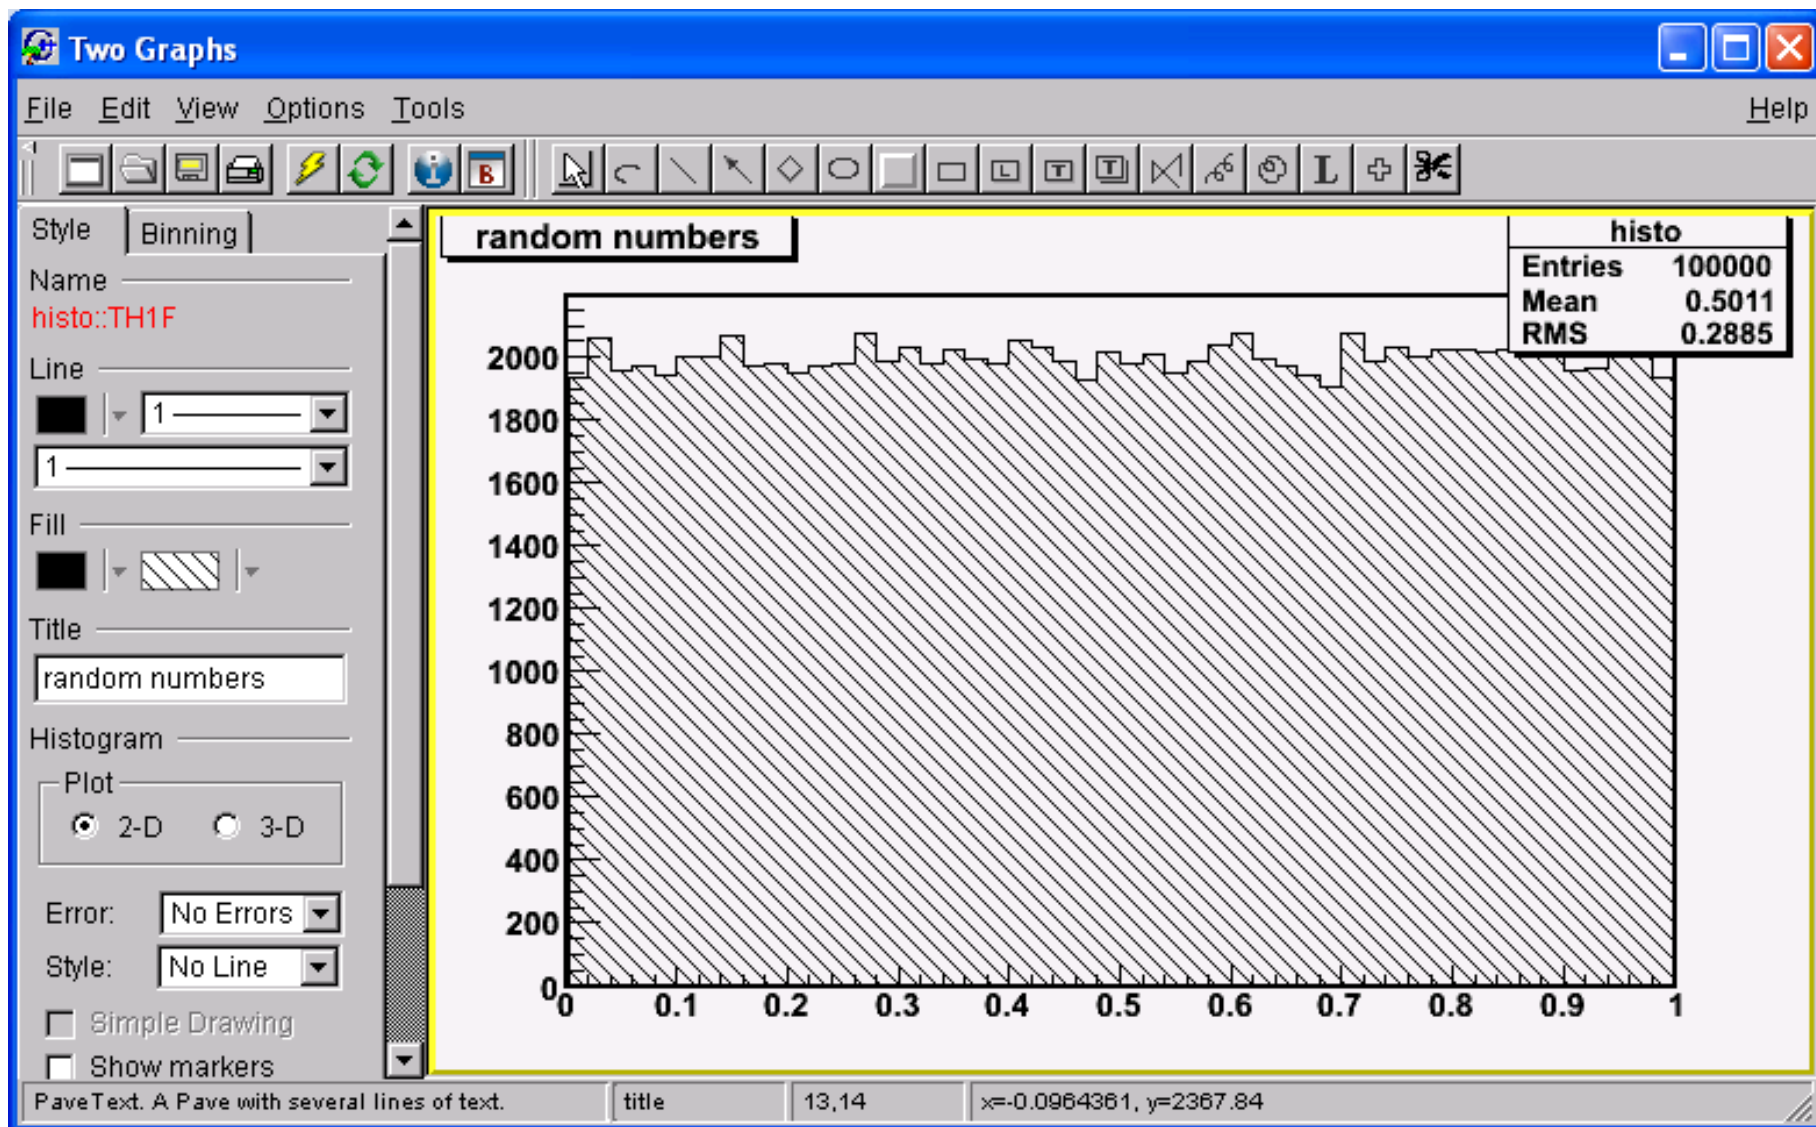 Two Graphs
File Edit View Options Tools Help
B L T T L
Style Binning
Name
histo::TH1F
Line
1
1
Fill
Title
random numbers
Histogram
Plot
2-D 3-D
Error: No Errors
Style: No Line
Simple Drawing
Show markers
random numbers
histo
Entries 100000
Mean 0.5011
RMS 0.2885
2000
1800
1600
1400
1200
1000
800
600
400
200
0
0 0.1 0.2 0.3 0.4 0.5 0.6 0.7 0.8 0.9 1
PaveText. A Pave with several lines of text. title 13,14 x=-0.0964361, y=2367.84